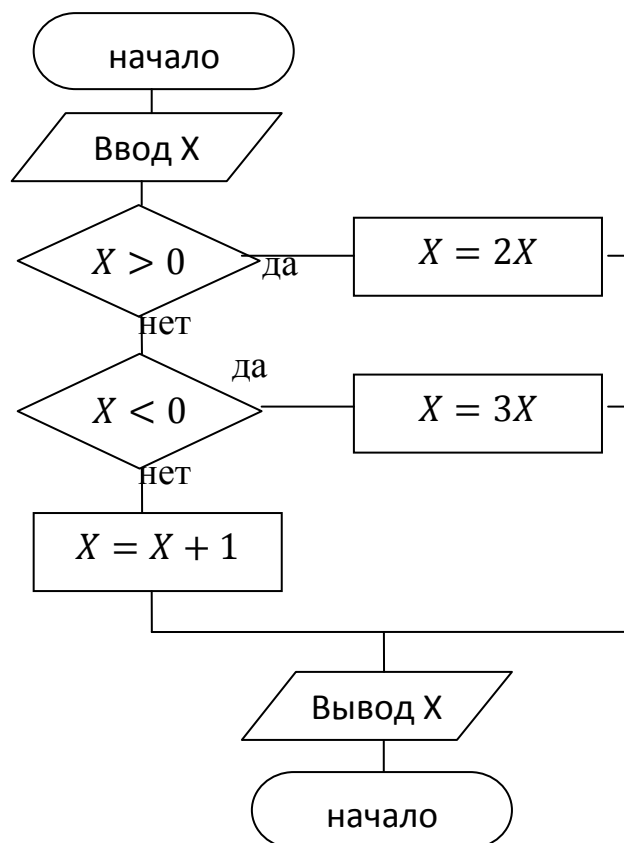 начало
Ввод X
X > 0
да
X = 2X
нет
да
X < 0
X = 3X
нет
X = X + 1
Вывод X
начало